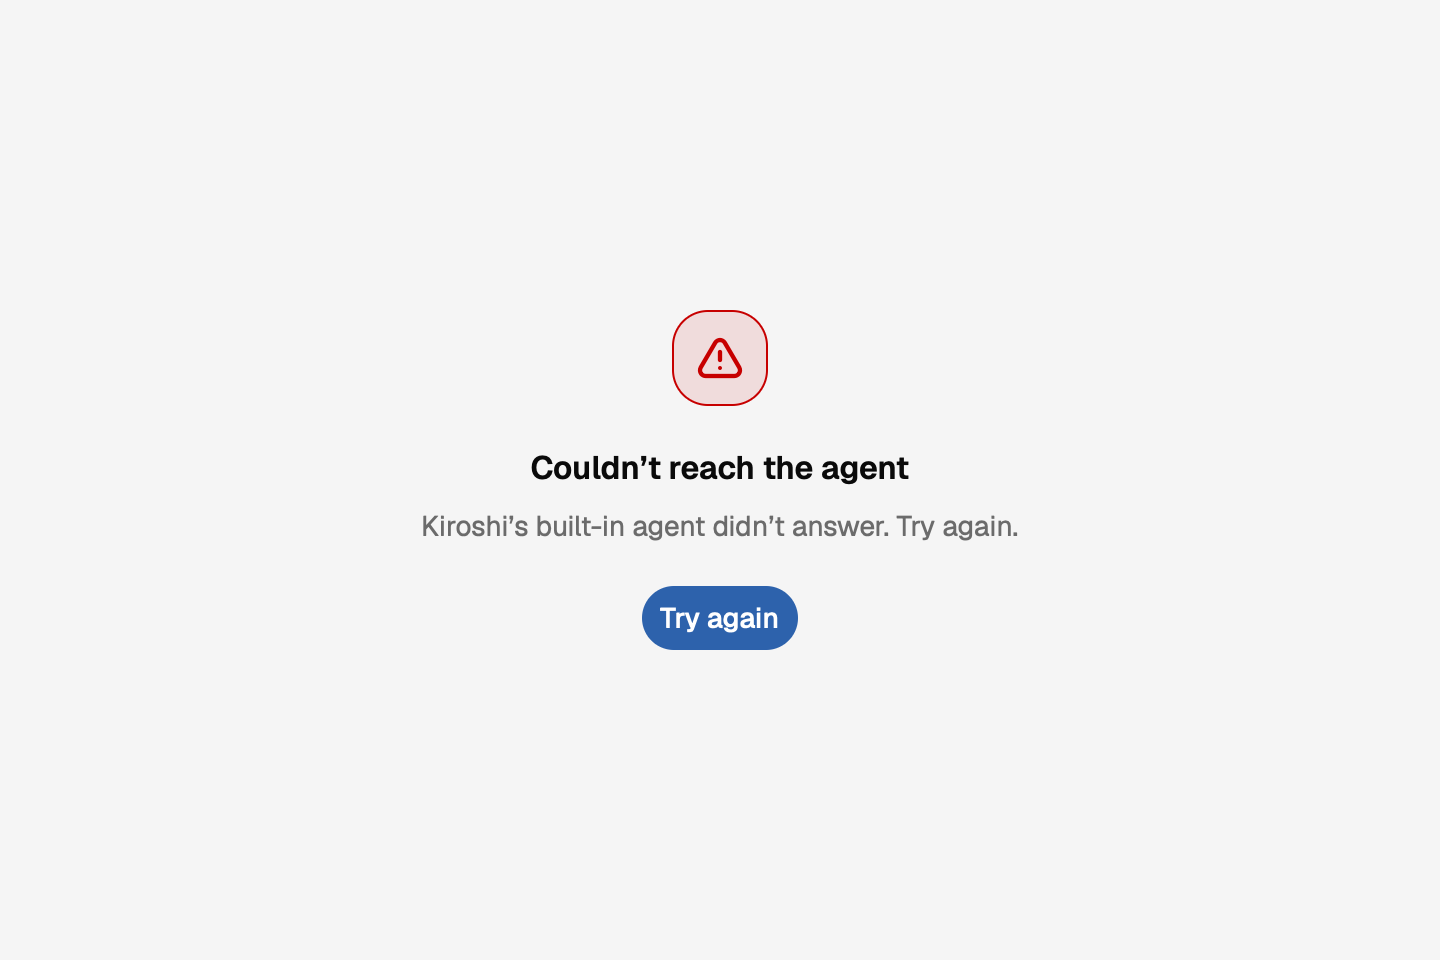 Couldn’t reach the agent
Kiroshi’s built-in agent didn’t answer. Try again.
Try again